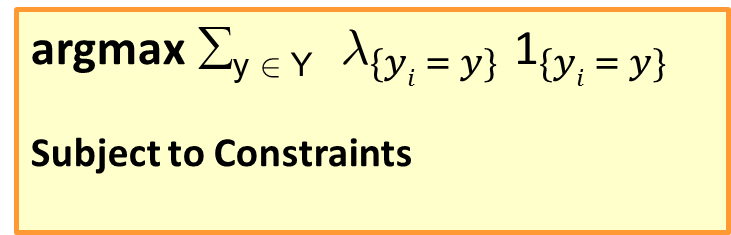 argmax ∑y ∈ Y λ{yᵢ = y} 1{yᵢ = y}
Subject to Constraints